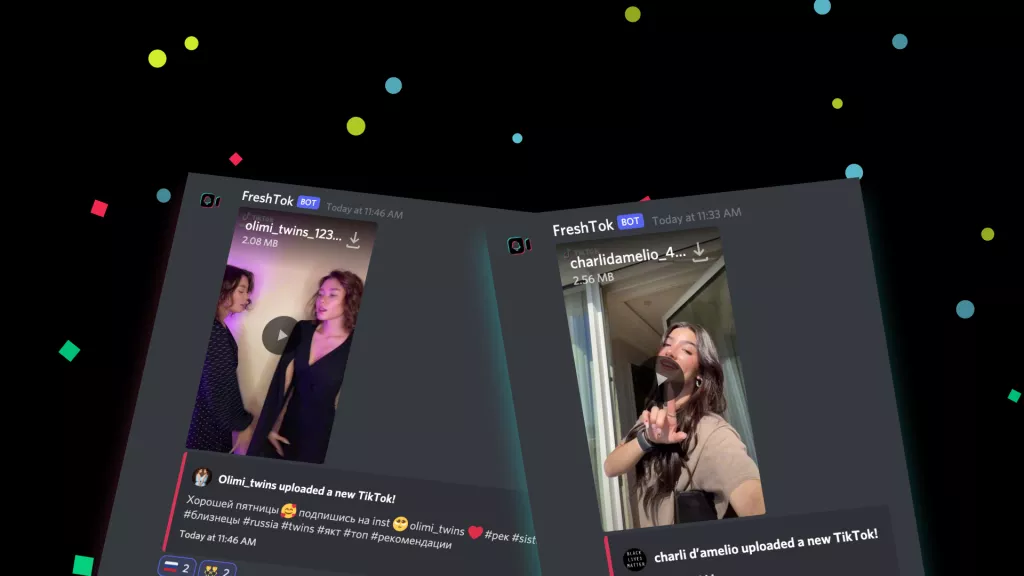 FreshTok BOT Today at 11:46 AM
olimi_twins_123...
2.08 MB
Olimi_twins uploaded a new TikTok!
Хорошей пятницы 🥰 подпишись на inst 🥺 olimi_twins ❤️ #рек #sist
#близнецы #russia #twins #якт #топ #рекомендации
Today at 11:46 AM
2 2
FreshTok BOT Today at 11:33 AM
charlidamelio_4...
2.56 MB
BLACK
LIVES
MATTER
charli d'amelio uploaded a new TikTok!